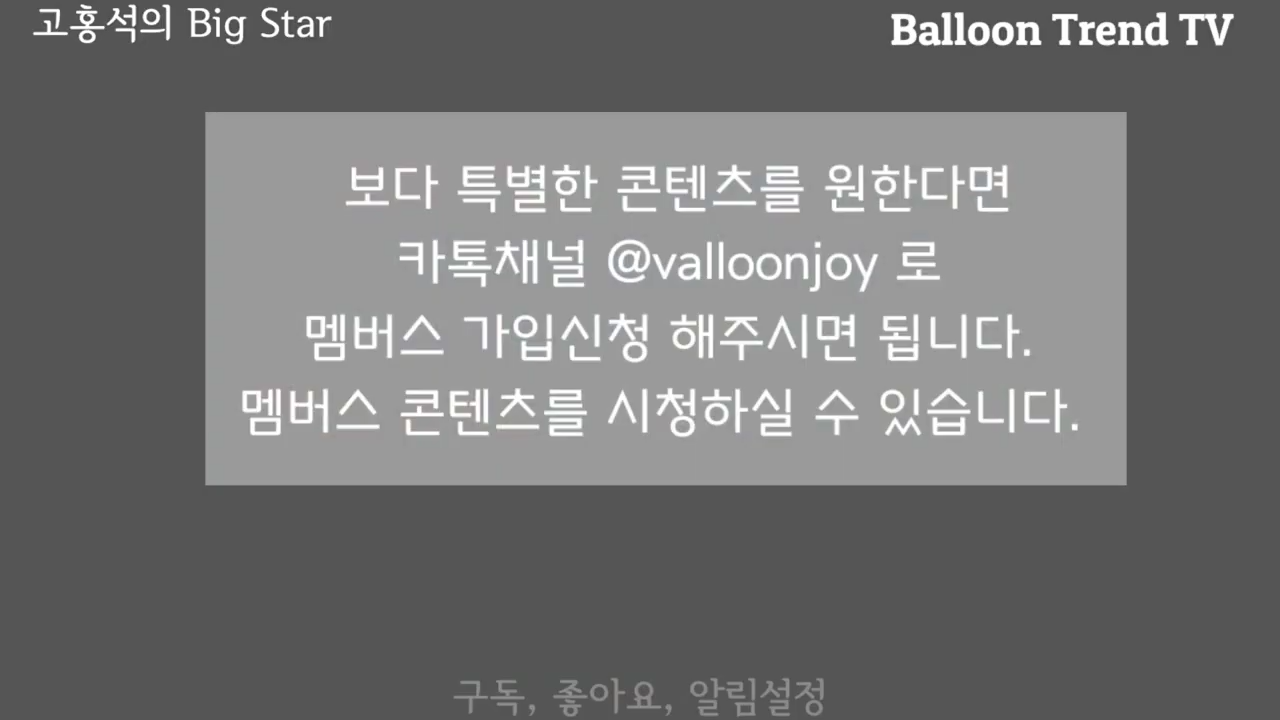 고홍석의 Big Star
Balloon Trend TV
보다 특별한 콘텐츠를 원한다면
카톡채널 @valloonjoy 로
멤버스 가입신청 해주시면 됩니다.
멤버스 콘텐츠를 시청하실 수 있습니다.
구독, 좋아요, 알림설정